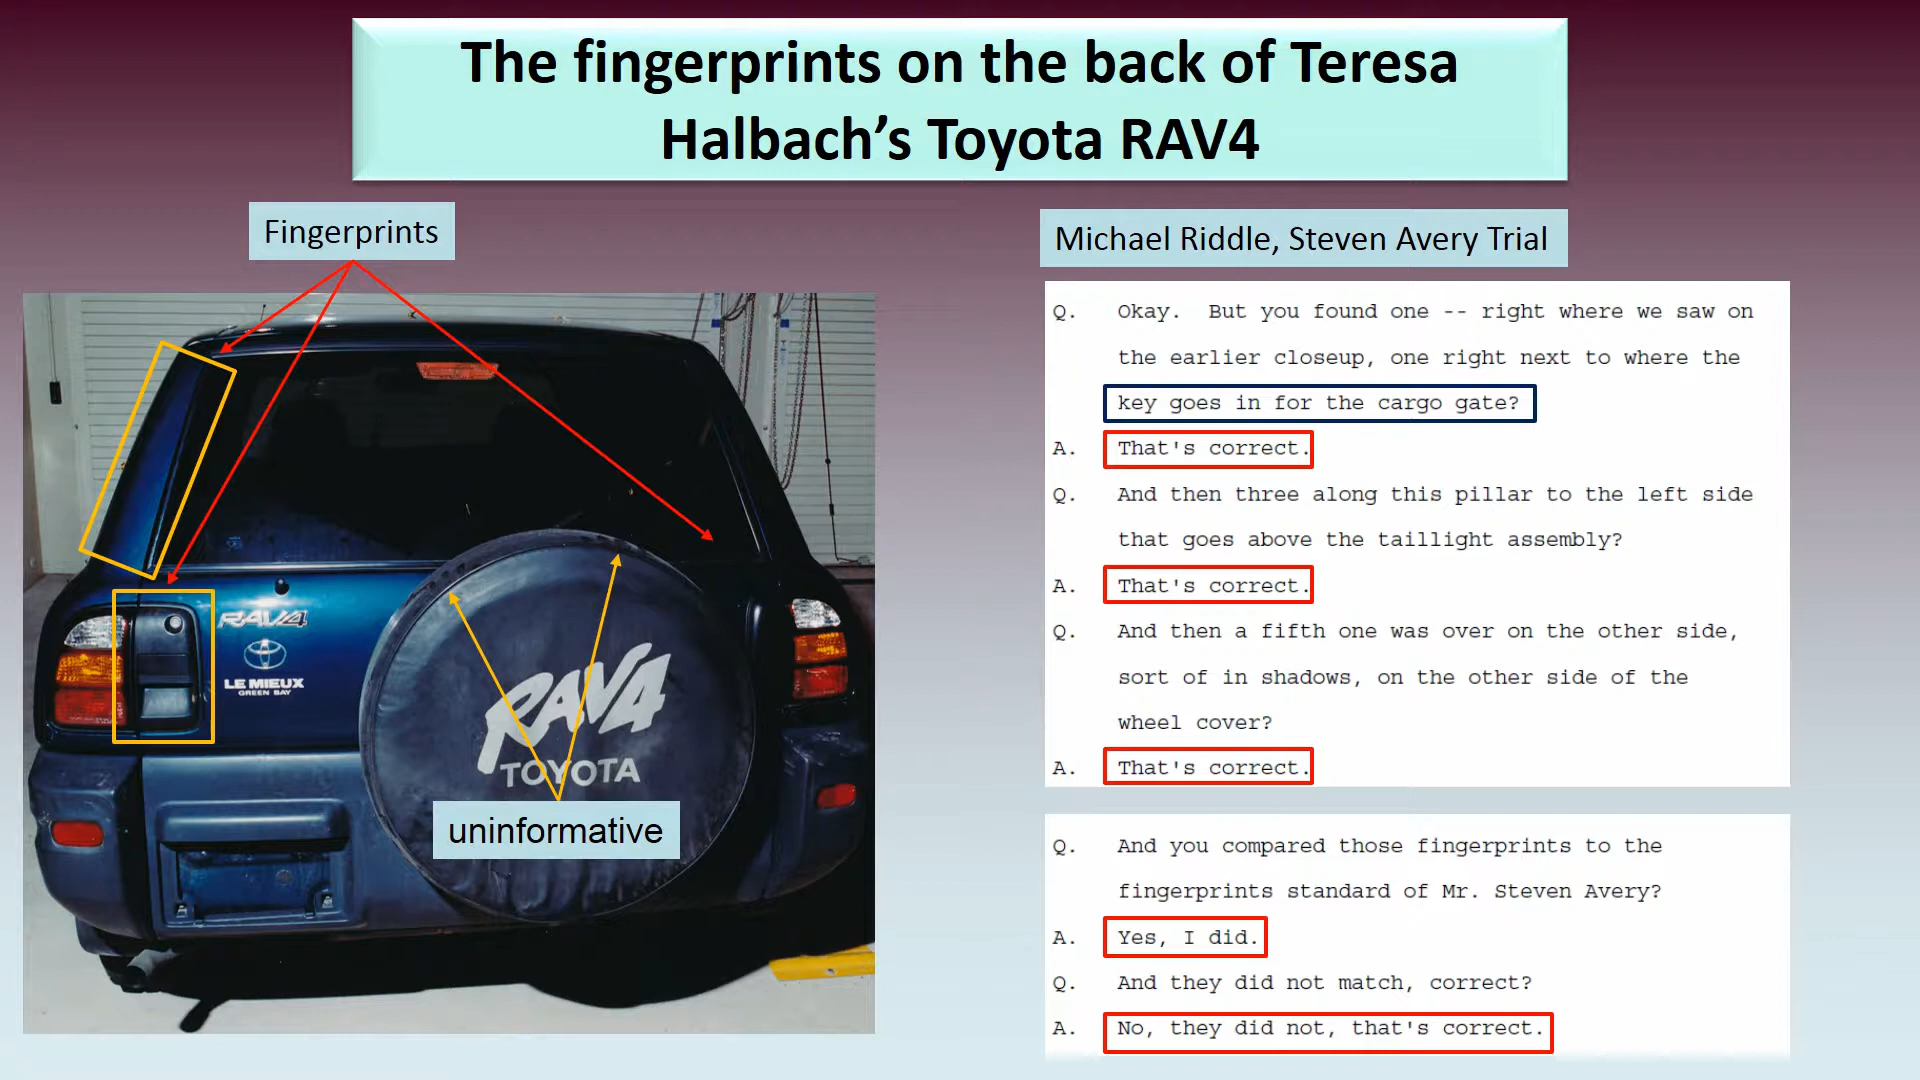 The fingerprints on the back of Teresa
Halbach’s Toyota RAV4
Fingerprints
RAV4
LE MIEUX
GREEN BAY
RAV4
TOYOTA
uninformative
Michael Riddle, Steven Avery Trial
Q. Okay. But you found one -- right where we saw on
the earlier closeup, one right next to where the
key goes in for the cargo gate?
A. That's correct.
Q. And then three along this pillar to the left side
that goes above the taillight assembly?
A. That's correct.
Q. And then a fifth one was over on the other side,
sort of in shadows, on the other side of the
wheel cover?
A. That's correct.
Q. And you compared those fingerprints to the
fingerprints standard of Mr. Steven Avery?
A. Yes, I did.
Q. And they did not match, correct?
A. No, they did not, that's correct.